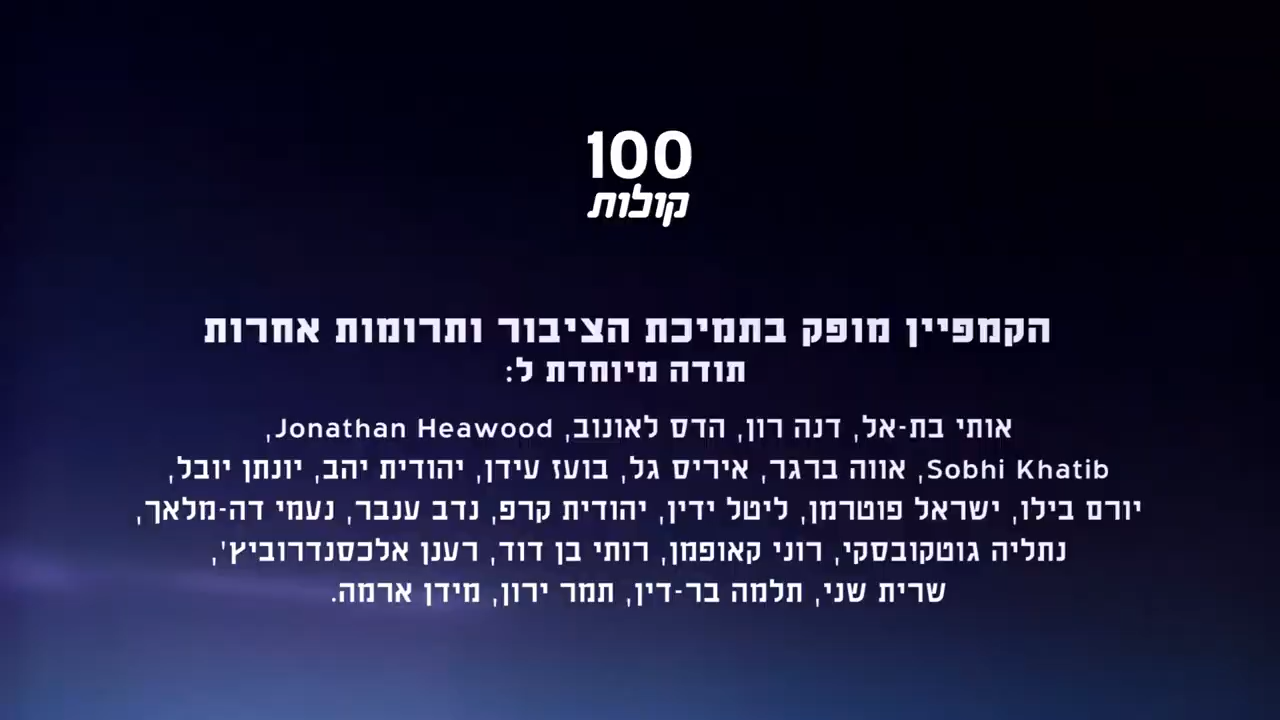 100
קולות
הקמפיין מופק בתמיכת הציבור ותרומות אחרות
תודה מיוחדת ל:
אותי בת-אל, דנה רון, הדס לאונוב, Jonathan Heawood,
Sobhi Khatib, אווה ברגר, איריס גל, בועז עידן, יהודית יהב, יונתן יובל,
יורם בילו, ישראל פוטרמן, ליטל ידין, יהודית קרפ, נדב ענבר, נעמי דה-מלאך,
נתליה גוטקובסקי, רוני קאופמן, רותי בן דוד, רענן אלכסנדרוביץ',
שרית שני, תלמה בר-דין, תמר ירון, מידן ארמה.